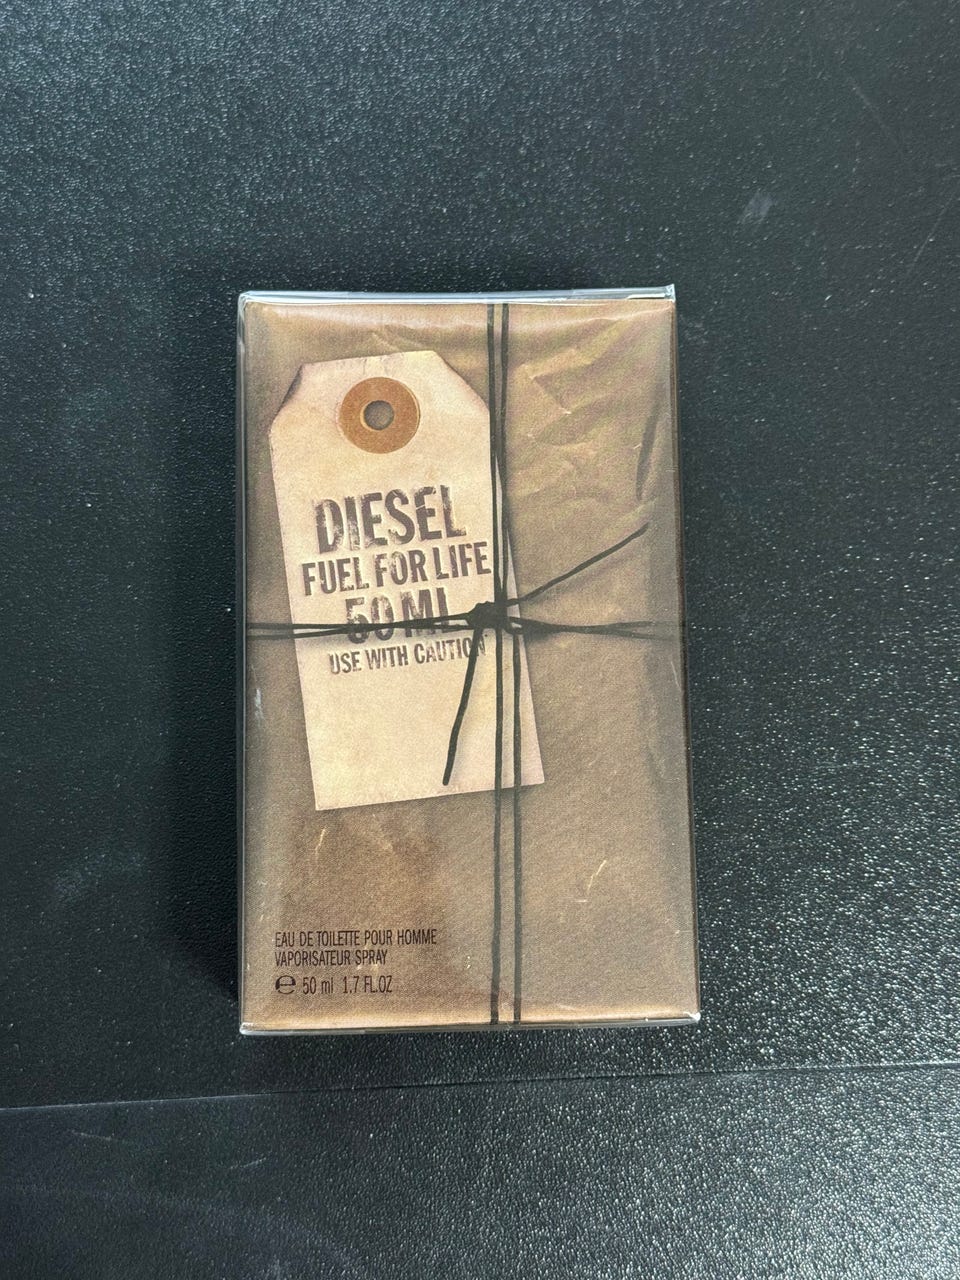 DIESEL
FUEL FOR LIFE
50 ML
USE WITH CAUTION
EAU DE TOILETTE POUR HOMME
VAPORISATEUR SPRAY
℮ 50 ml 1.7 FL.OZ